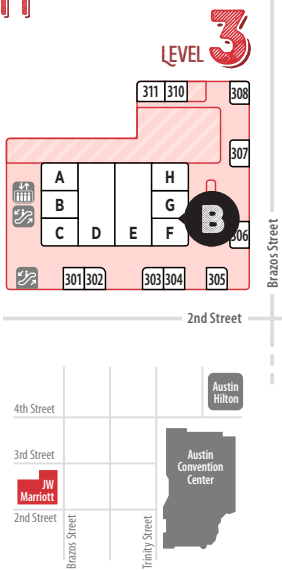 LEVEL 3
311 310 308
307
A H
B G
C D E F B 306
301 302 303 304 305
Brazos Street
2nd Street
Austin
Hilton
4th Street
3rd Street
Austin
Convention
Center
JW
Marriott
2nd Street
Brazos Street
Trinity Street